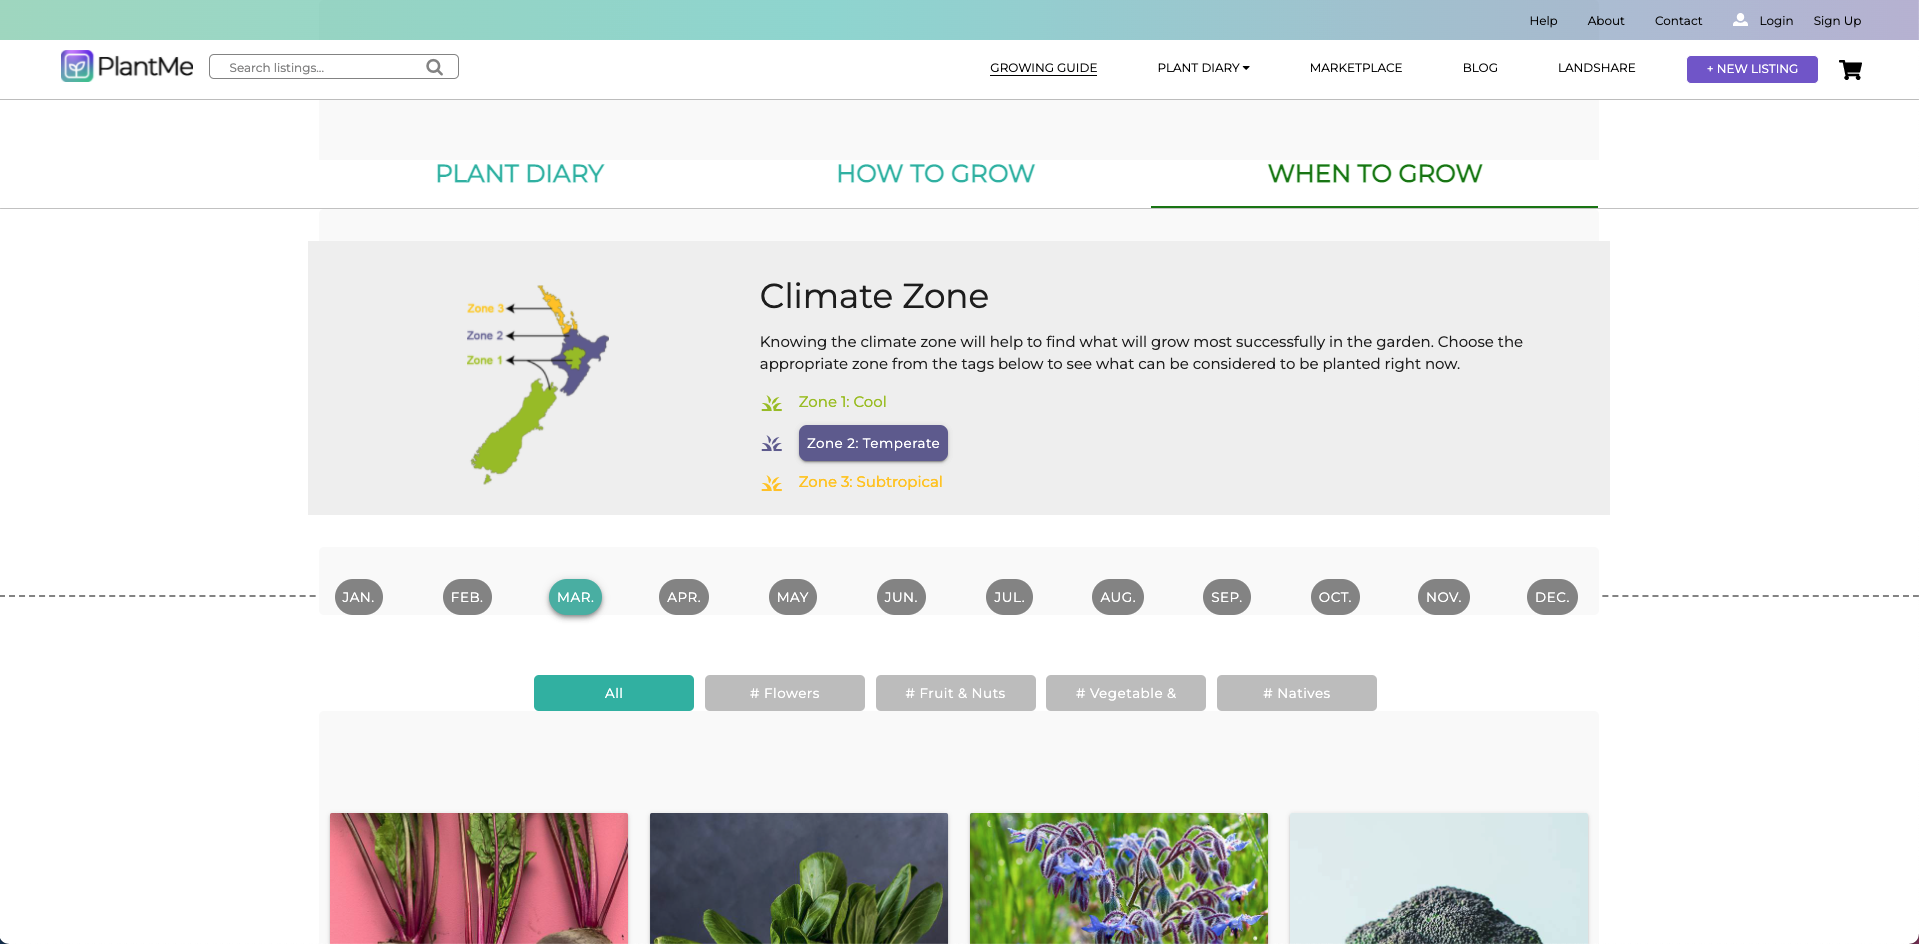 Help About Contact Login Sign Up
PlantMe Search listings... GROWING GUIDE PLANT DIARY MARKETPLACE BLOG LANDSHARE + NEW LISTING
PLANT DIARY HOW TO GROW WHEN TO GROW
Zone 3
Zone 2
Zone 1
Climate Zone
Knowing the climate zone will help to find what will grow most successfully in the garden. Choose the
appropriate zone from the tags below to see what can be considered to be planted right now.
Zone 1: Cool
Zone 2: Temperate
Zone 3: Subtropical
JAN. FEB. MAR. APR. MAY JUN. JUL. AUG. SEP. OCT. NOV. DEC.
All # Flowers # Fruit & Nuts # Vegetable & # Natives